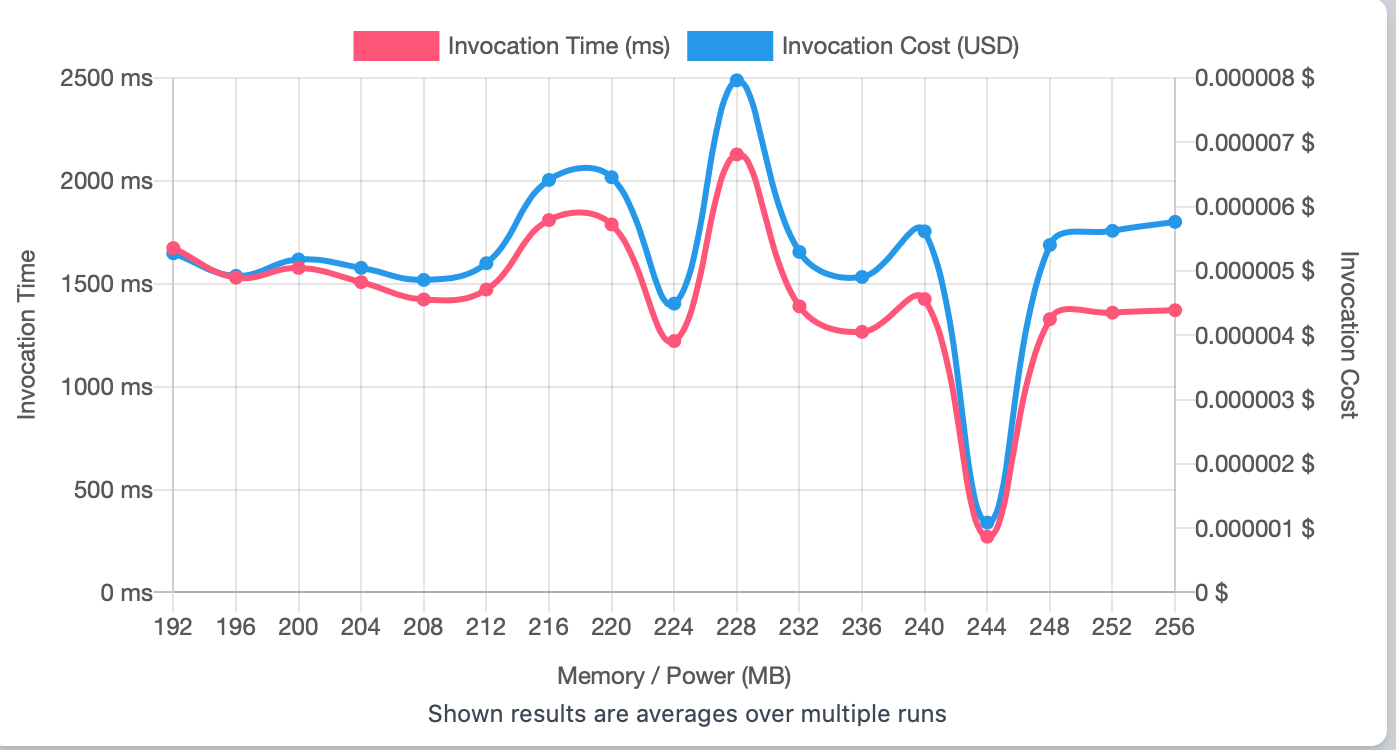 Invocation Time (ms) Invocation Cost (USD)
2500 ms 0.000008 $
0.000007 $
2000 ms
0.000006 $
1500 ms 0.000005 $
0.000004 $
1000 ms
0.000003 $
500 ms
0.000002 $
0.000001 $
0 ms 0 $
Invocation Time
Invocation Cost
192 196 200 204 208 212 216 220 224 228 232 236 240 244 248 252 256
Memory / Power (MB)
Shown results are averages over multiple runs